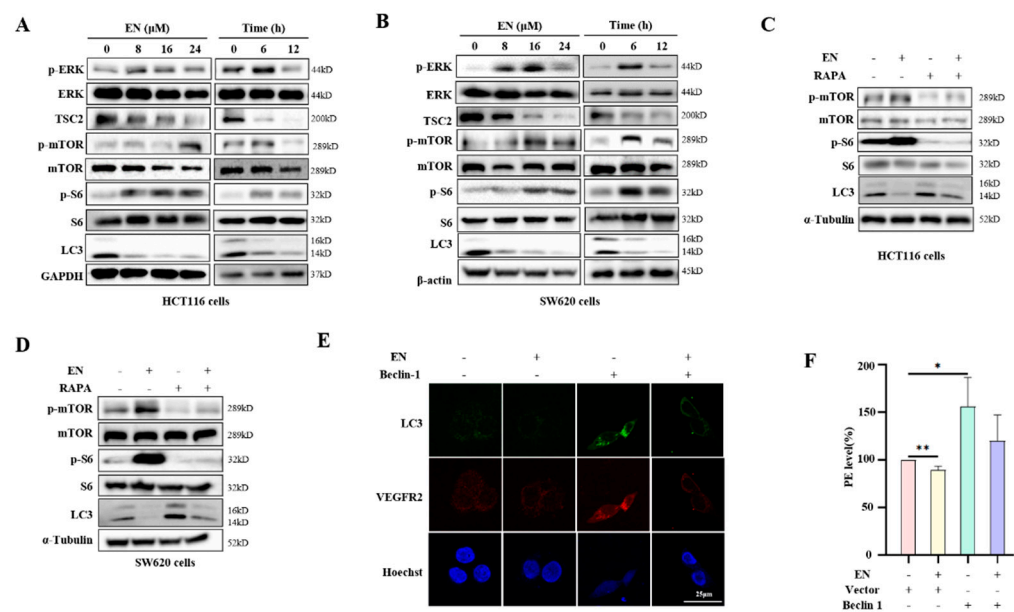 A
EN (μM) Time (h)
0 8 16 24 0 6 12
p-ERK 44kD
ERK 44kD
TSC2 200kD
p-mTOR 289kD
mTOR 289kD
p-S6 32kD
S6 32kD
LC3 16kD
14kD
GAPDH 37kD
HCT116 cells
B
EN (μM) Time (h)
0 8 16 24 0 6 12
p-ERK 44kD
ERK 44kD
TSC2 200kD
p-mTOR 289kD
mTOR 289kD
p-S6 32kD
S6 32kD
LC3 16kD
14kD
β-actin 45kD
SW620 cells
C
EN - + - +
RAPA - - + +
p-mTOR 289kD
mTOR 289kD
p-S6 32kD
S6 32kD
LC3 16kD
14kD
α-Tubulin 52kD
HCT116 cells
D
EN - + - +
RAPA - - + +
p-mTOR 289kD
mTOR 289kD
p-S6 32kD
S6 32kD
LC3 16kD
14kD
α-Tubulin 52kD
SW620 cells
E
EN - + - +
Beclin-1 - - + +
LC3
VEGFR2
Hoechst
25μm
F
PE level(%)
200
150
100
50
0
**
*
EN - + - +
Vector + + - -
Beclin 1 - - + +